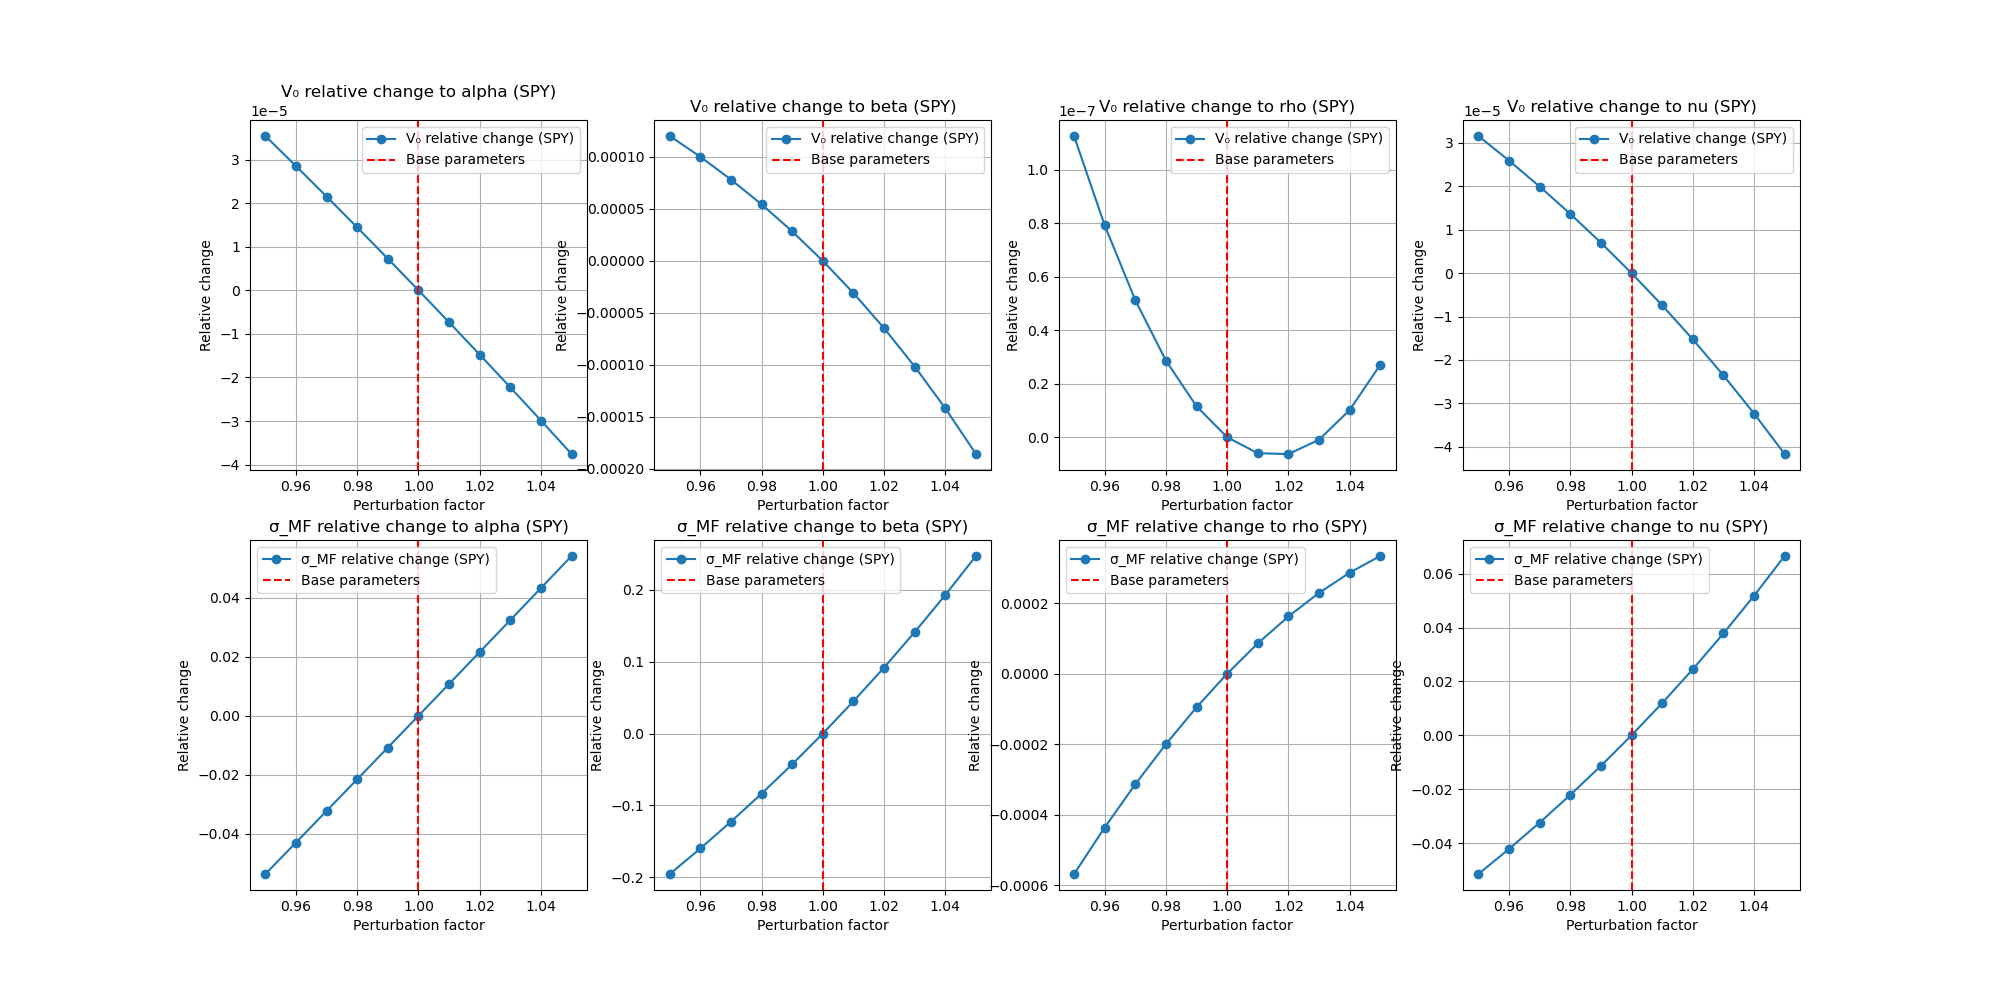 V₀ relative change to alpha (SPY)
1e−5
V₀ relative change (SPY)
Base parameters
3
2
1
0
−1
−2
−3
−4
Relative change
0.96 0.98 1.00 1.02 1.04
Perturbation factor
V₀ relative change to beta (SPY)
V₀ relative change (SPY)
Base parameters
0.00010
0.00005
0.00000
−0.00005
−0.00010
−0.00015
−0.00020
Relative change
0.96 0.98 1.00 1.02 1.04
Perturbation factor
V₀ relative change to rho (SPY)
1e−7
V₀ relative change (SPY)
Base parameters
1.0
0.8
0.6
0.4
0.2
0.0
Relative change
0.96 0.98 1.00 1.02 1.04
Perturbation factor
V₀ relative change to nu (SPY)
1e−5
V₀ relative change (SPY)
Base parameters
3
2
1
0
−1
−2
−3
−4
Relative change
0.96 0.98 1.00 1.02 1.04
Perturbation factor
σ_MF relative change to alpha (SPY)
σ_MF relative change (SPY)
Base parameters
0.04
0.02
0.00
−0.02
−0.04
Relative change
0.96 0.98 1.00 1.02 1.04
Perturbation factor
σ_MF relative change to beta (SPY)
σ_MF relative change (SPY)
Base parameters
0.2
0.1
0.0
−0.1
−0.2
Relative change
0.96 0.98 1.00 1.02 1.04
Perturbation factor
σ_MF relative change to rho (SPY)
σ_MF relative change (SPY)
Base parameters
0.0002
0.0000
−0.0002
−0.0004
−0.0006
Relative change
0.96 0.98 1.00 1.02 1.04
Perturbation factor
σ_MF relative change to nu (SPY)
σ_MF relative change (SPY)
Base parameters
0.06
0.04
0.02
0.00
−0.02
−0.04
Relative change
0.96 0.98 1.00 1.02 1.04
Perturbation factor